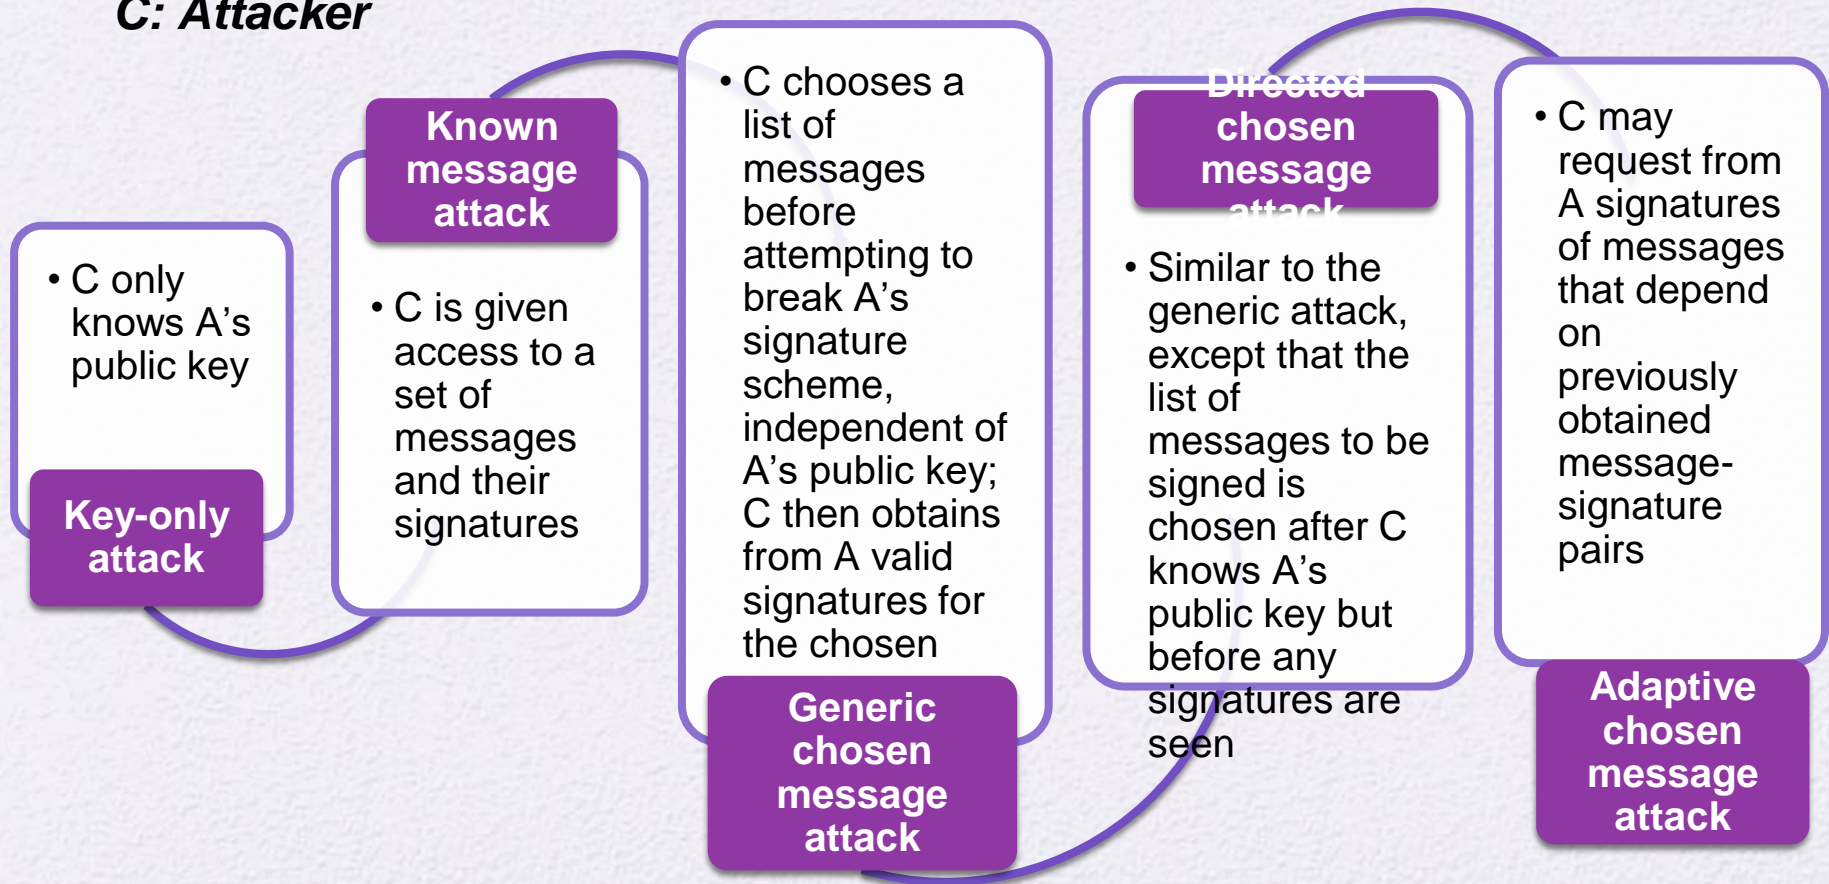 C: Attacker
• C only
knows A’s
public key
Key-only
attack
Known
message
attack
• C is given
access to a
set of
messages
and their
signatures
• C chooses a
list of
messages
before
attempting to
break A’s
signature
scheme,
independent of
A’s public key;
C then obtains
from A valid
signatures for
the chosen
Generic
chosen
message
attack
Directed
chosen
message
attack
• Similar to the
generic attack,
except that the
list of
messages to be
signed is
chosen after C
knows A’s
public key but
before any
signatures are
seen
• C may
request from
A signatures
of messages
that depend
on
previously
obtained
message-
signature
pairs
Adaptive
chosen
message
attack